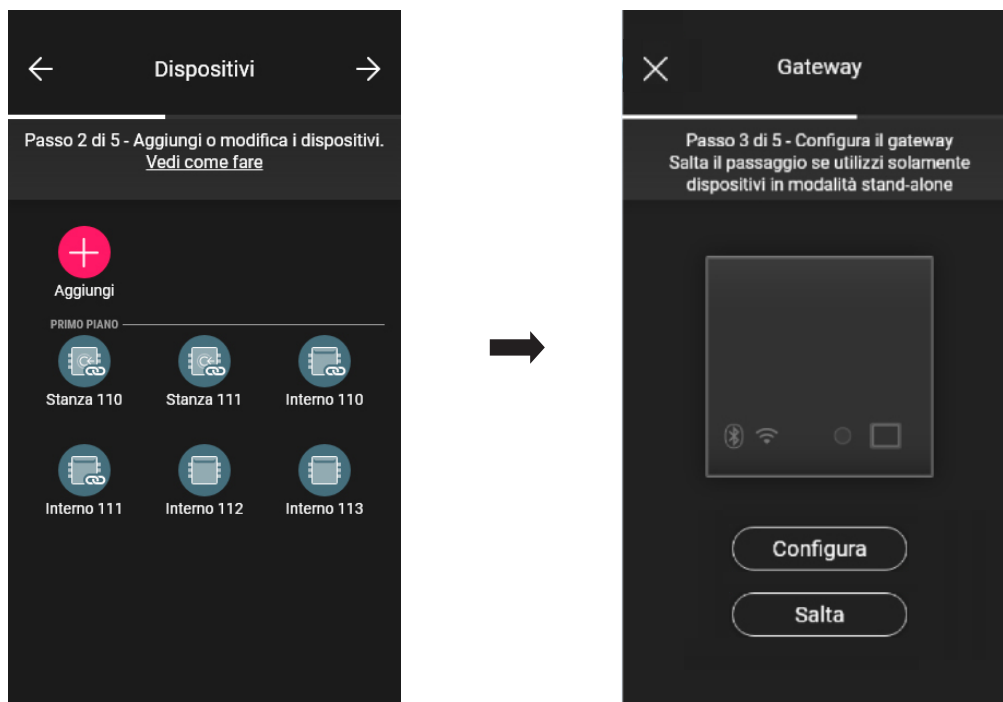 Dispositivi
Passo 2 di 5 - Aggiungi o modifica i dispositivi.
Vedi come fare
Aggiungi
PRIMO PIANO
Stanza 110
Stanza 111
Interno 110
Interno 111
Interno 112
Interno 113
Gateway
Passo 3 di 5 - Configura il gateway
Salta il passaggio se utilizzi solamente
dispositivi in modalità stand-alone
Configura
Salta